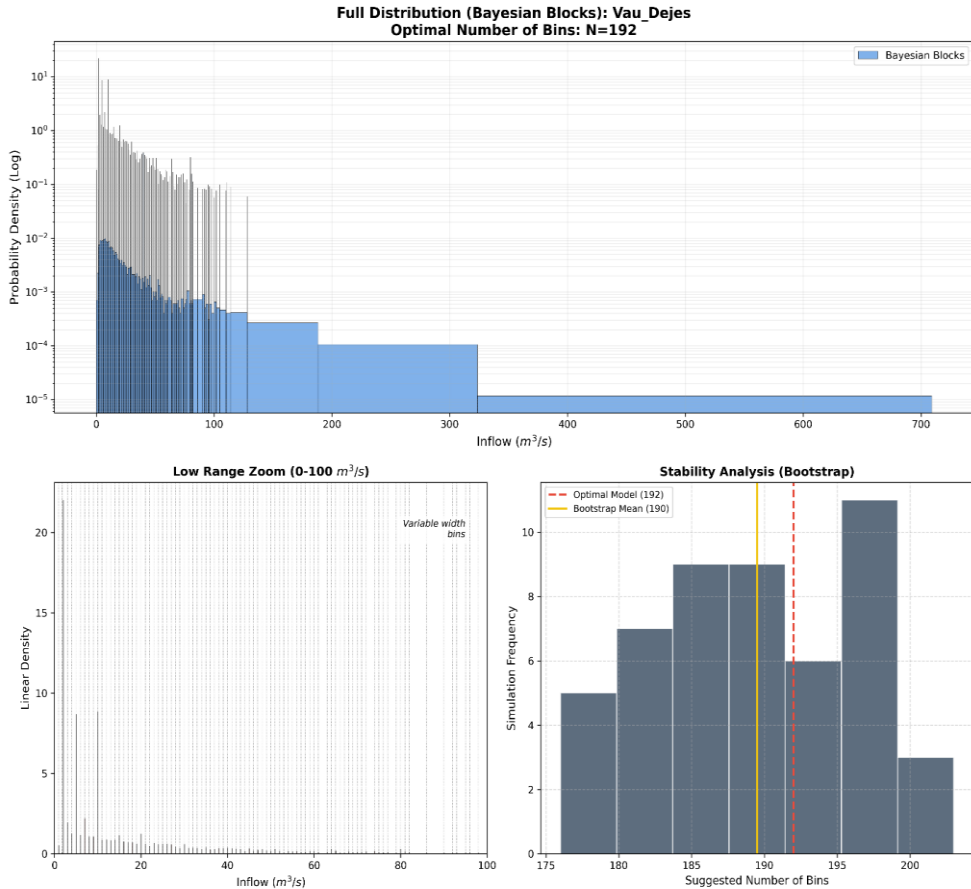 Full Distribution (Bayesian Blocks): Vau_Dejes
Optimal Number of Bins: N=192
Bayesian Blocks
Probability Density (Log)
10¹
10⁰
10⁻¹
10⁻²
10⁻³
10⁻⁴
10⁻⁵
0 100 200 300 400 500 600 700
Inflow (m³/s)
Low Range Zoom (0-100 m³/s)
Variable width
bins
Linear Density
20
15
10
5
0
0 20 40 60 80 100
Inflow (m³/s)
Stability Analysis (Bootstrap)
Optimal Model (192)
Bootstrap Mean (190)
Simulation Frequency
10
8
6
4
2
0
175 180 185 190 195 200
Suggested Number of Bins